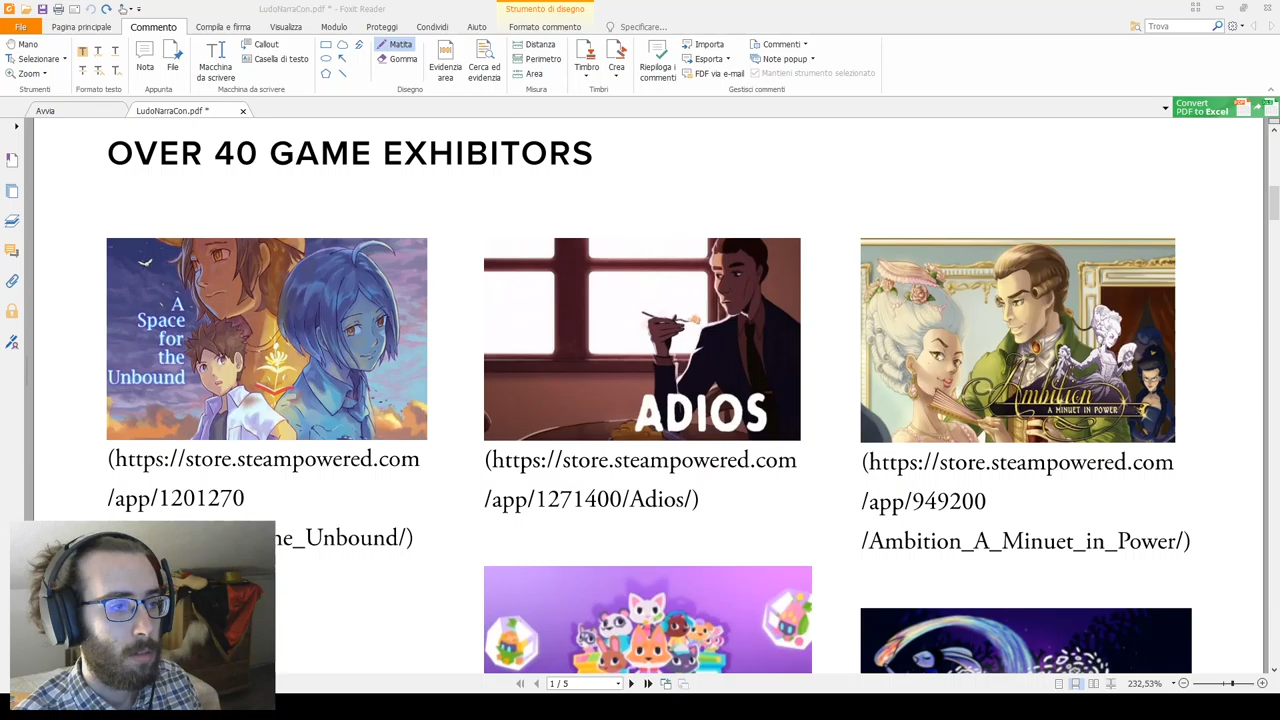 LudoNarraCon.pdf * - Foxit Reader
Strumento di disegno
File
Pagina principale
Commento
Compila e firma
Visualizza
Modulo
Proteggi
Condividi
Aiuto
Formato commento
Specificare...
Trova
Mano
Selezionare
Zoom
Strumenti
T T T
T T T
Formato testo
Nota
File
Appunta
Macchina
da scrivere
Callout
Casella di testo
Macchina da scrivere
Matita
Gomma
Disegno
Evidenzia
area
Cerca ed
evidenzia
Distanza
Perimetro
Area
Misura
Timbro
Crea
Timbri
Riepiloga i
commenti
Importa
Esporta
FDF via e-mail
Commenti
Note popup
Mantieni strumento selezionato
Gestisci commenti
Avvia
LudoNarraCon.pdf *
Convert
PDF to Excel
OVER 40 GAME EXHIBITORS
A
Space
for
the
Unbound
ADIOS
Ambition
A MINUET IN POWER
(https://store.steampowered.com
/app/1201270
ne_Unbound/)
(https://store.steampowered.com
/app/1271400/Adios/)
(https://store.steampowered.com
/app/949200
/Ambition_A_Minuet_in_Power/)
1 / 5
232,53%